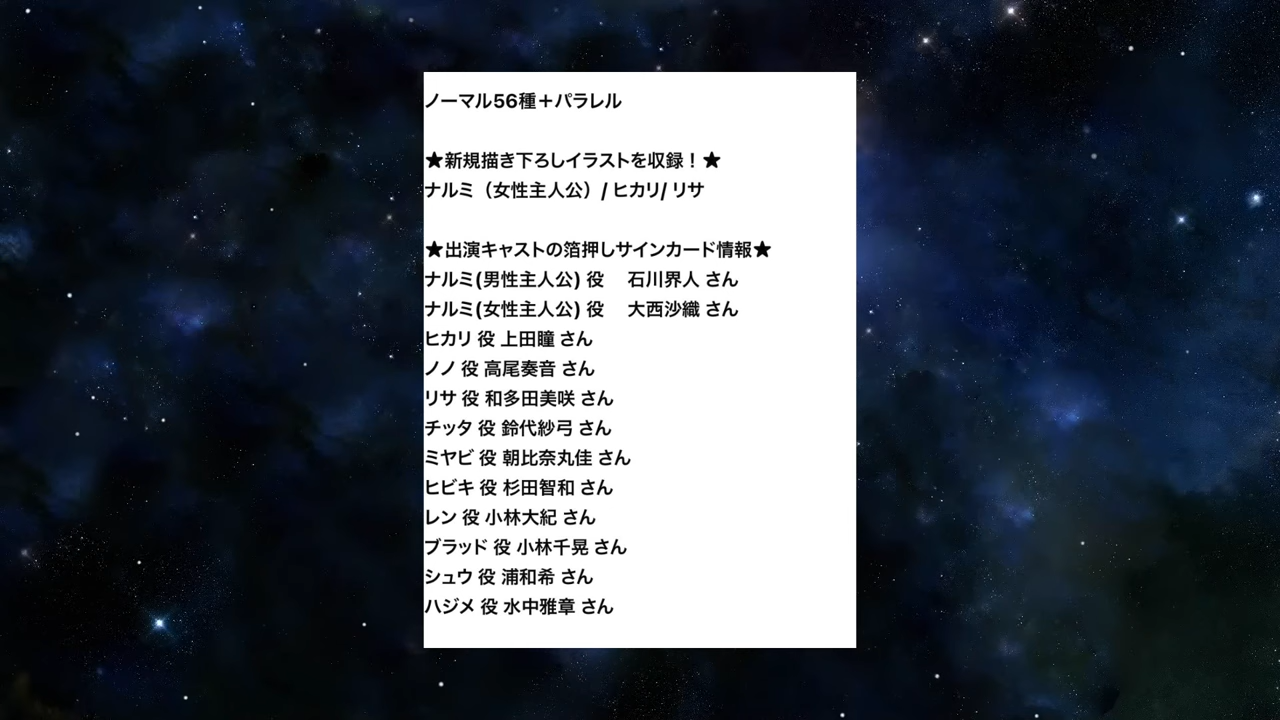 ノーマル56種＋パラレル
★新規描き下ろしイラストを収録！★
ナルミ（女性主人公）/ ヒカリ/ リサ
★出演キャストの箔押しサインカード情報★
ナルミ(男性主人公) 役　石川界人 さん
ナルミ(女性主人公) 役　大西沙織 さん
ヒカリ 役 上田瞳 さん
ノノ 役 高尾奏音 さん
リサ 役 和多田美咲 さん
チッタ 役 鈴代紗弓 さん
ミヤビ 役 朝比奈丸佳 さん
ヒビキ 役 杉田智和 さん
レン 役 小林大紀 さん
ブラッド 役 小林千晃 さん
シュウ 役 浦和希 さん
ハジメ 役 水中雅章 さん